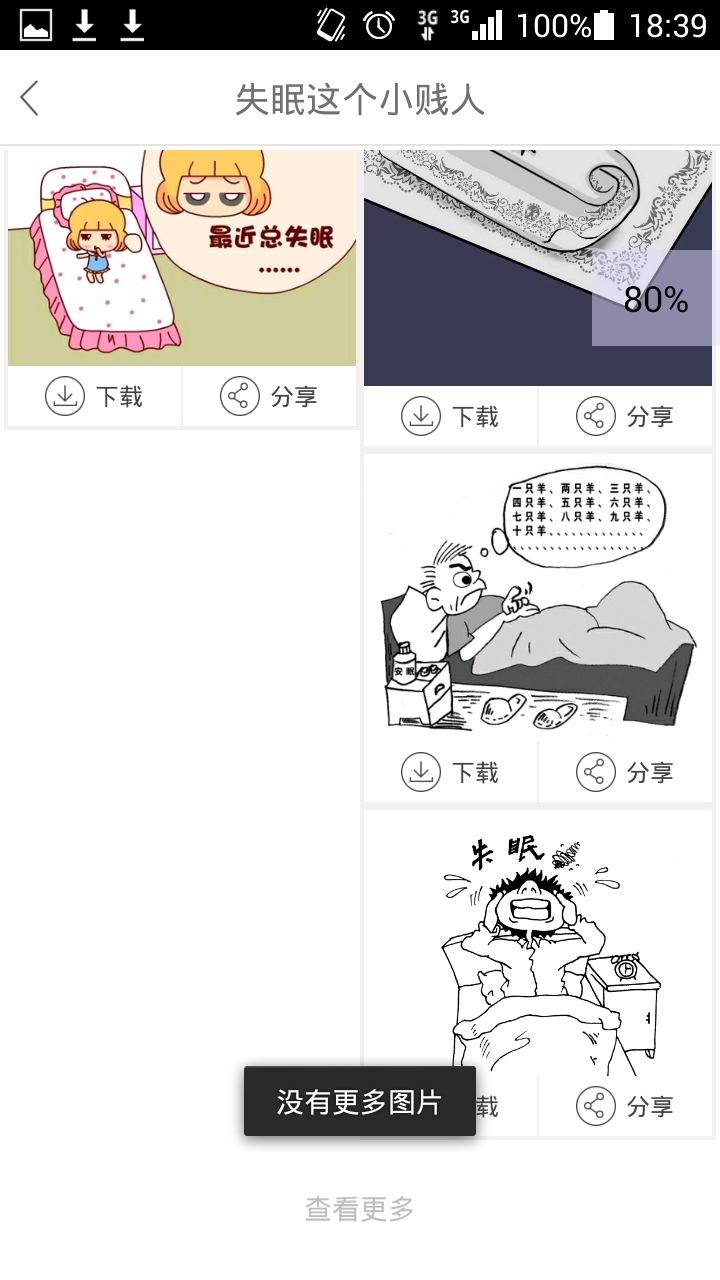 3G 3G 100% 18:39
失眠这个小贱人
最近总失眠
……
80%
下载 分享
下载 分享
一只羊、两只羊、三只羊、
四只羊、五只羊、六只羊、
七只羊、八只羊、九只羊、
十只羊..............
..................
安眠
下载 分享
失眠
没有更多图片
载 分享
查看更多